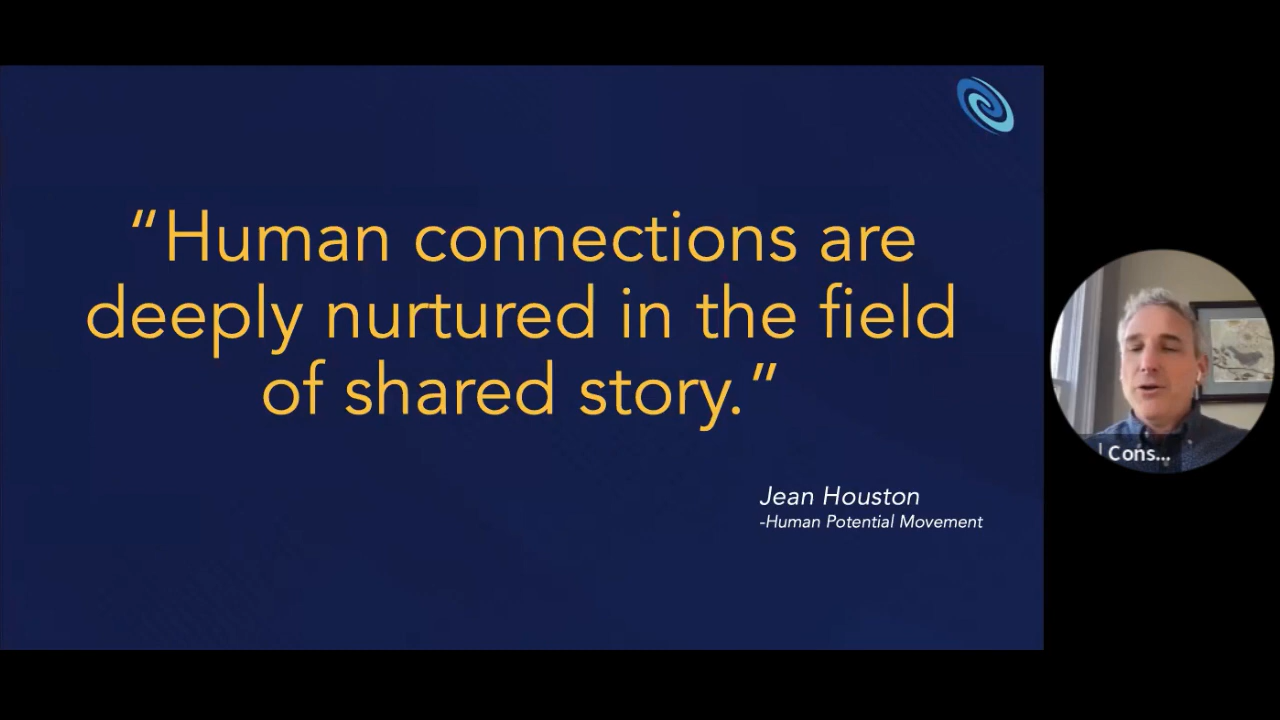 “Human connections are
deeply nurtured in the field
of shared story.”
Jean Houston
-Human Potential Movement
| Cons...